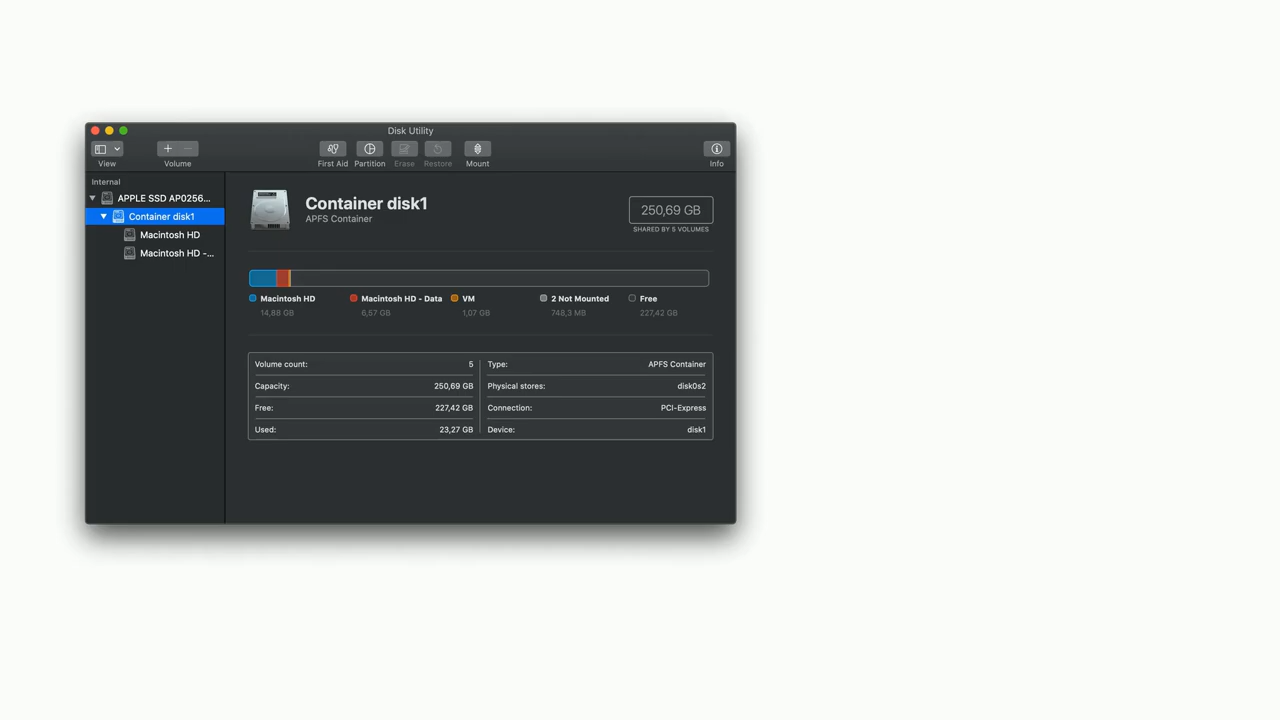 Disk Utility
View
Volume
First Aid
Partition
Erase
Restore
Mount
Info
Internal
APPLE SSD AP0256...
Container disk1
Macintosh HD
Macintosh HD -...
Container disk1
APFS Container
250,69 GB
SHARED BY 5 VOLUMES
Macintosh HD
14,88 GB
Macintosh HD - Data
6,57 GB
VM
1,07 GB
2 Not Mounted
748,3 MB
Free
227,42 GB
Volume count: 5
Capacity: 250,69 GB
Free: 227,42 GB
Used: 23,27 GB
Type: APFS Container
Physical stores: disk0s2
Connection: PCI-Express
Device: disk1